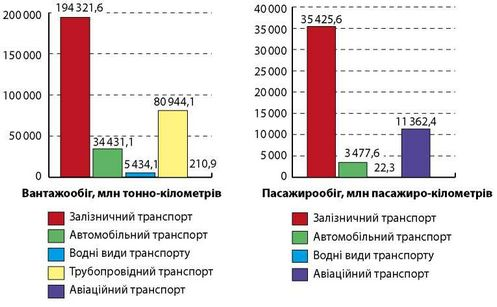 194 321,6
200 000
150 000
100 000
50 000
0
34 431,1
5 434,1
80 944,1
210,9
Вантажообіг, млн тонно-кілометрів
Залізничний транспорт
Автомобільний транспорт
Водні види транспорту
Трубопровідний транспорт
Авіаційний транспорт
40 000
35 000
30 000
25 000
20 000
15 000
10 000
5 000
0
35 425,6
3 477,6
22,3
11 362,4
Пасажирообіг, млн пасажиро-кілометрів
Залізничний транспорт
Автомобільний транспорт
Водні види транспорту
Авіаційний транспорт